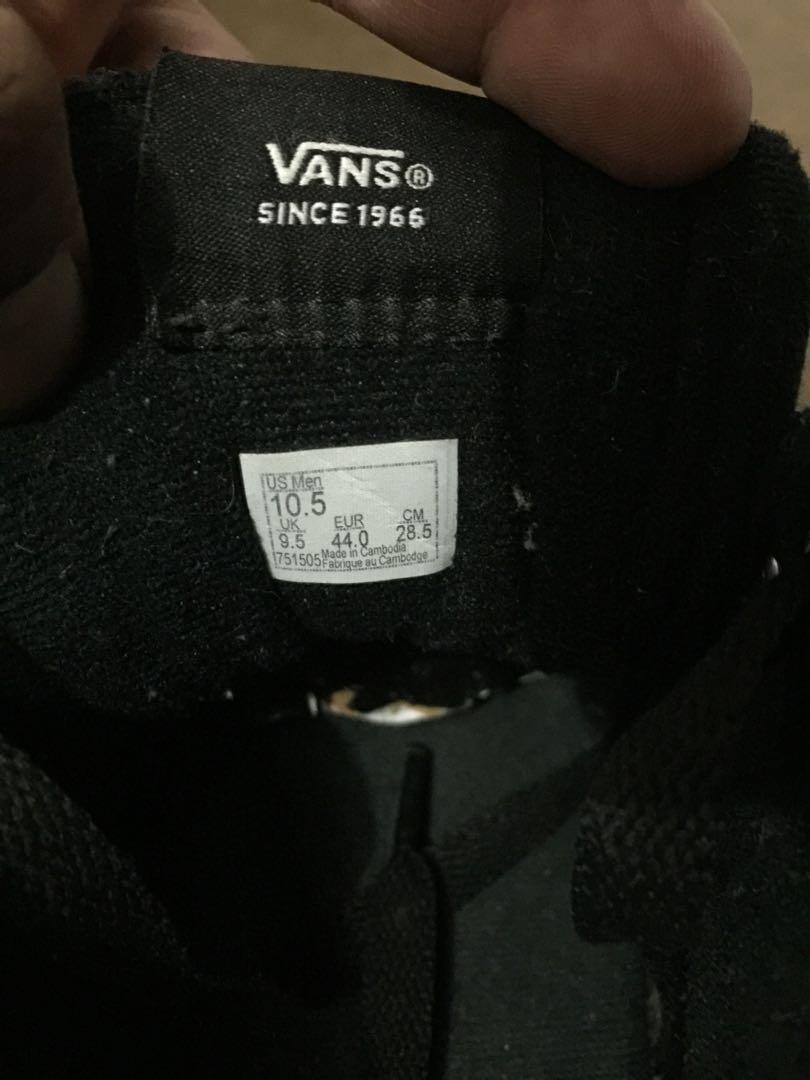 VANS®
SINCE 1966
US Men
10.5
UK EUR CM
9.5 44.0 28.5
751505 Made in Cambodia
Fabrique au Cambodge